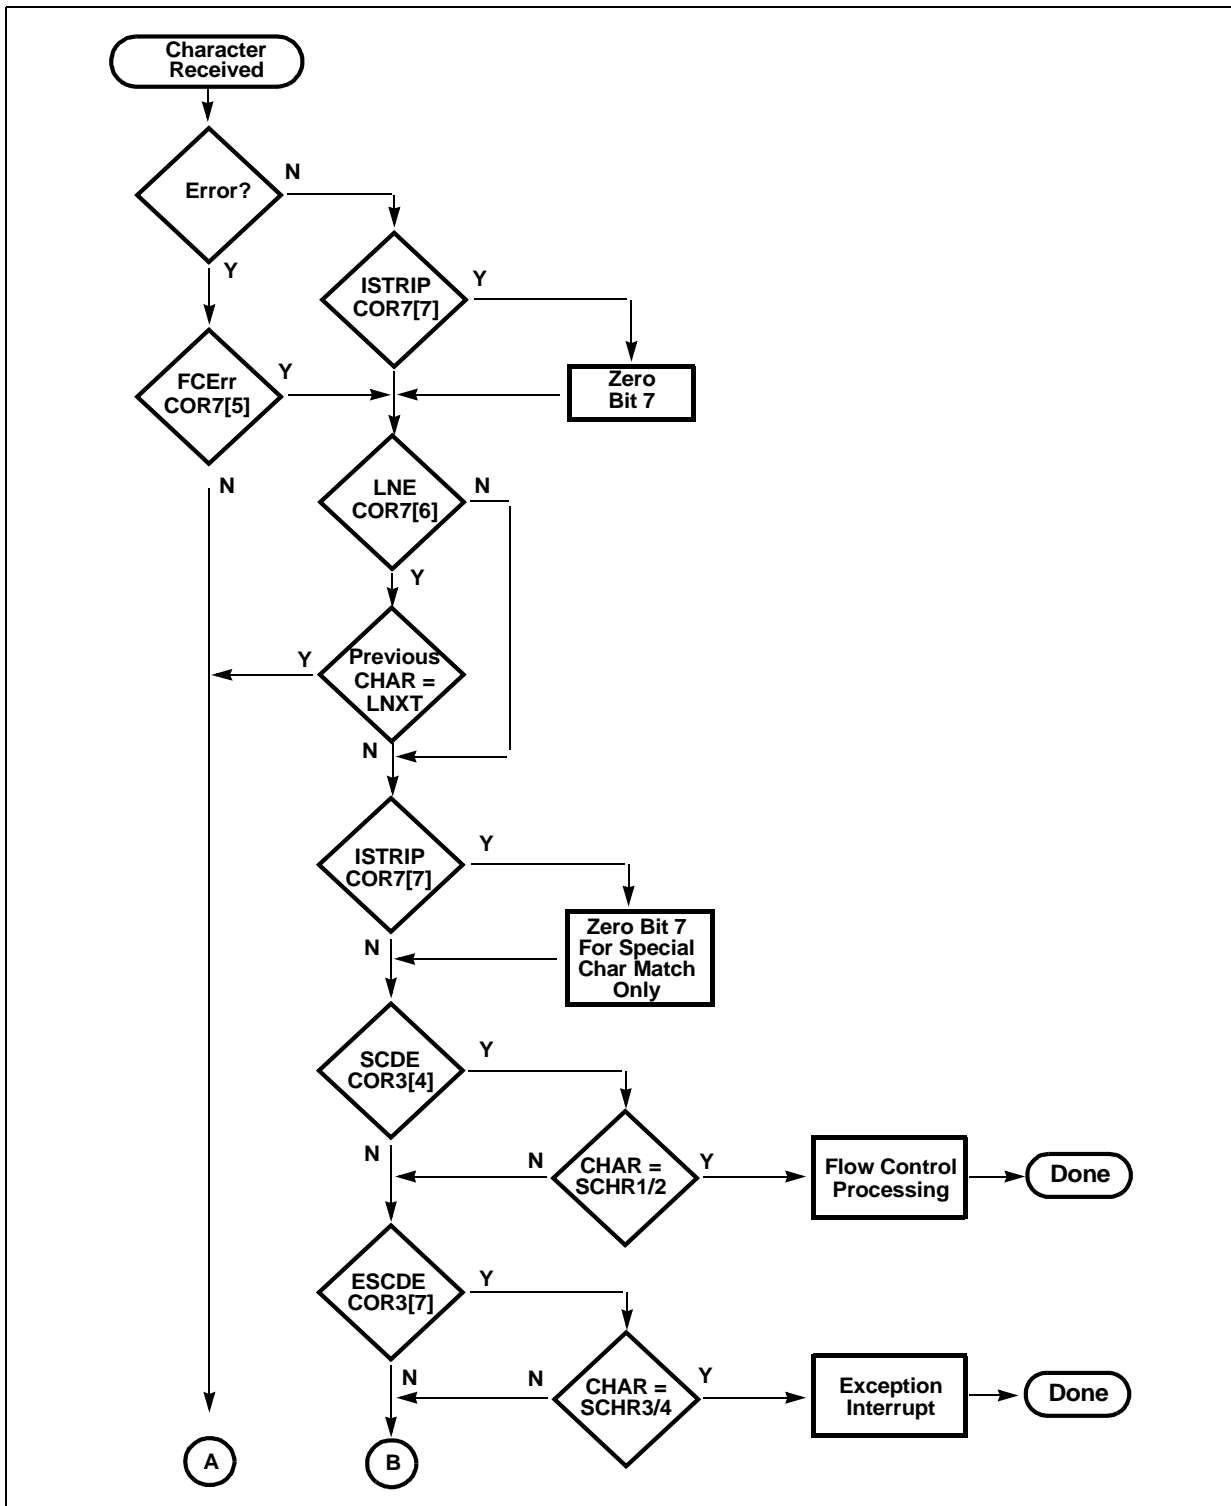 Character
Received
Error?
N
Y
ISTRIP
COR7[7]
Y
FCErr
COR7[5]
Y
Zero
Bit 7
N
LNE
COR7[6]
N
Y
Previous
CHAR =
LNXT
Y
N
ISTRIP
COR7[7]
Y
Zero Bit 7
For Special
Char Match
Only
N
SCDE
COR3[4]
Y
N
CHAR =
SCHR1/2
N
Y
Flow Control
Processing
Done
ESCDE
COR3[7]
Y
N
CHAR =
SCHR3/4
N
Y
Exception
Interrupt
Done
A
B